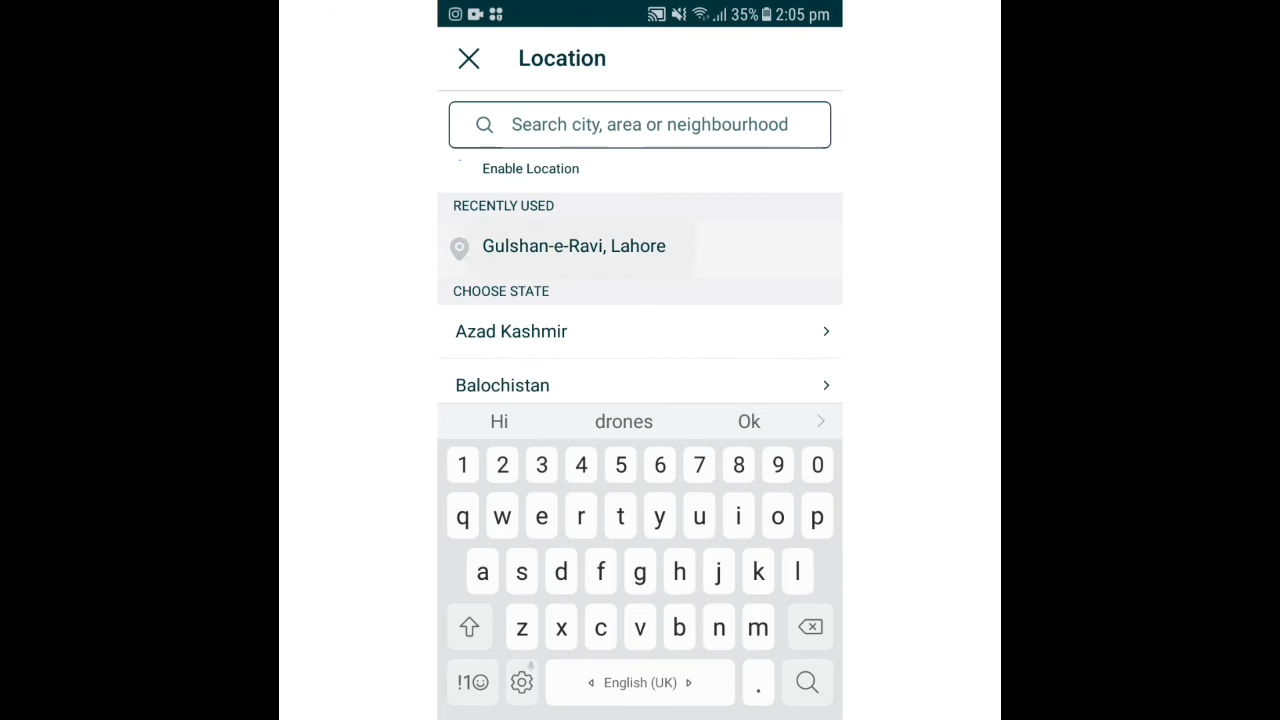 35% 2:05 pm
Location
Search city, area or neighbourhood
Enable Location
RECENTLY USED
Gulshan-e-Ravi, Lahore
CHOOSE STATE
Azad Kashmir
Balochistan
Hi drones Ok
1 2 3 4 5 6 7 8 9 0
q w e r t y u i o p
a s d f g h j k l
z x c v b n m
!1☺ English (UK) .